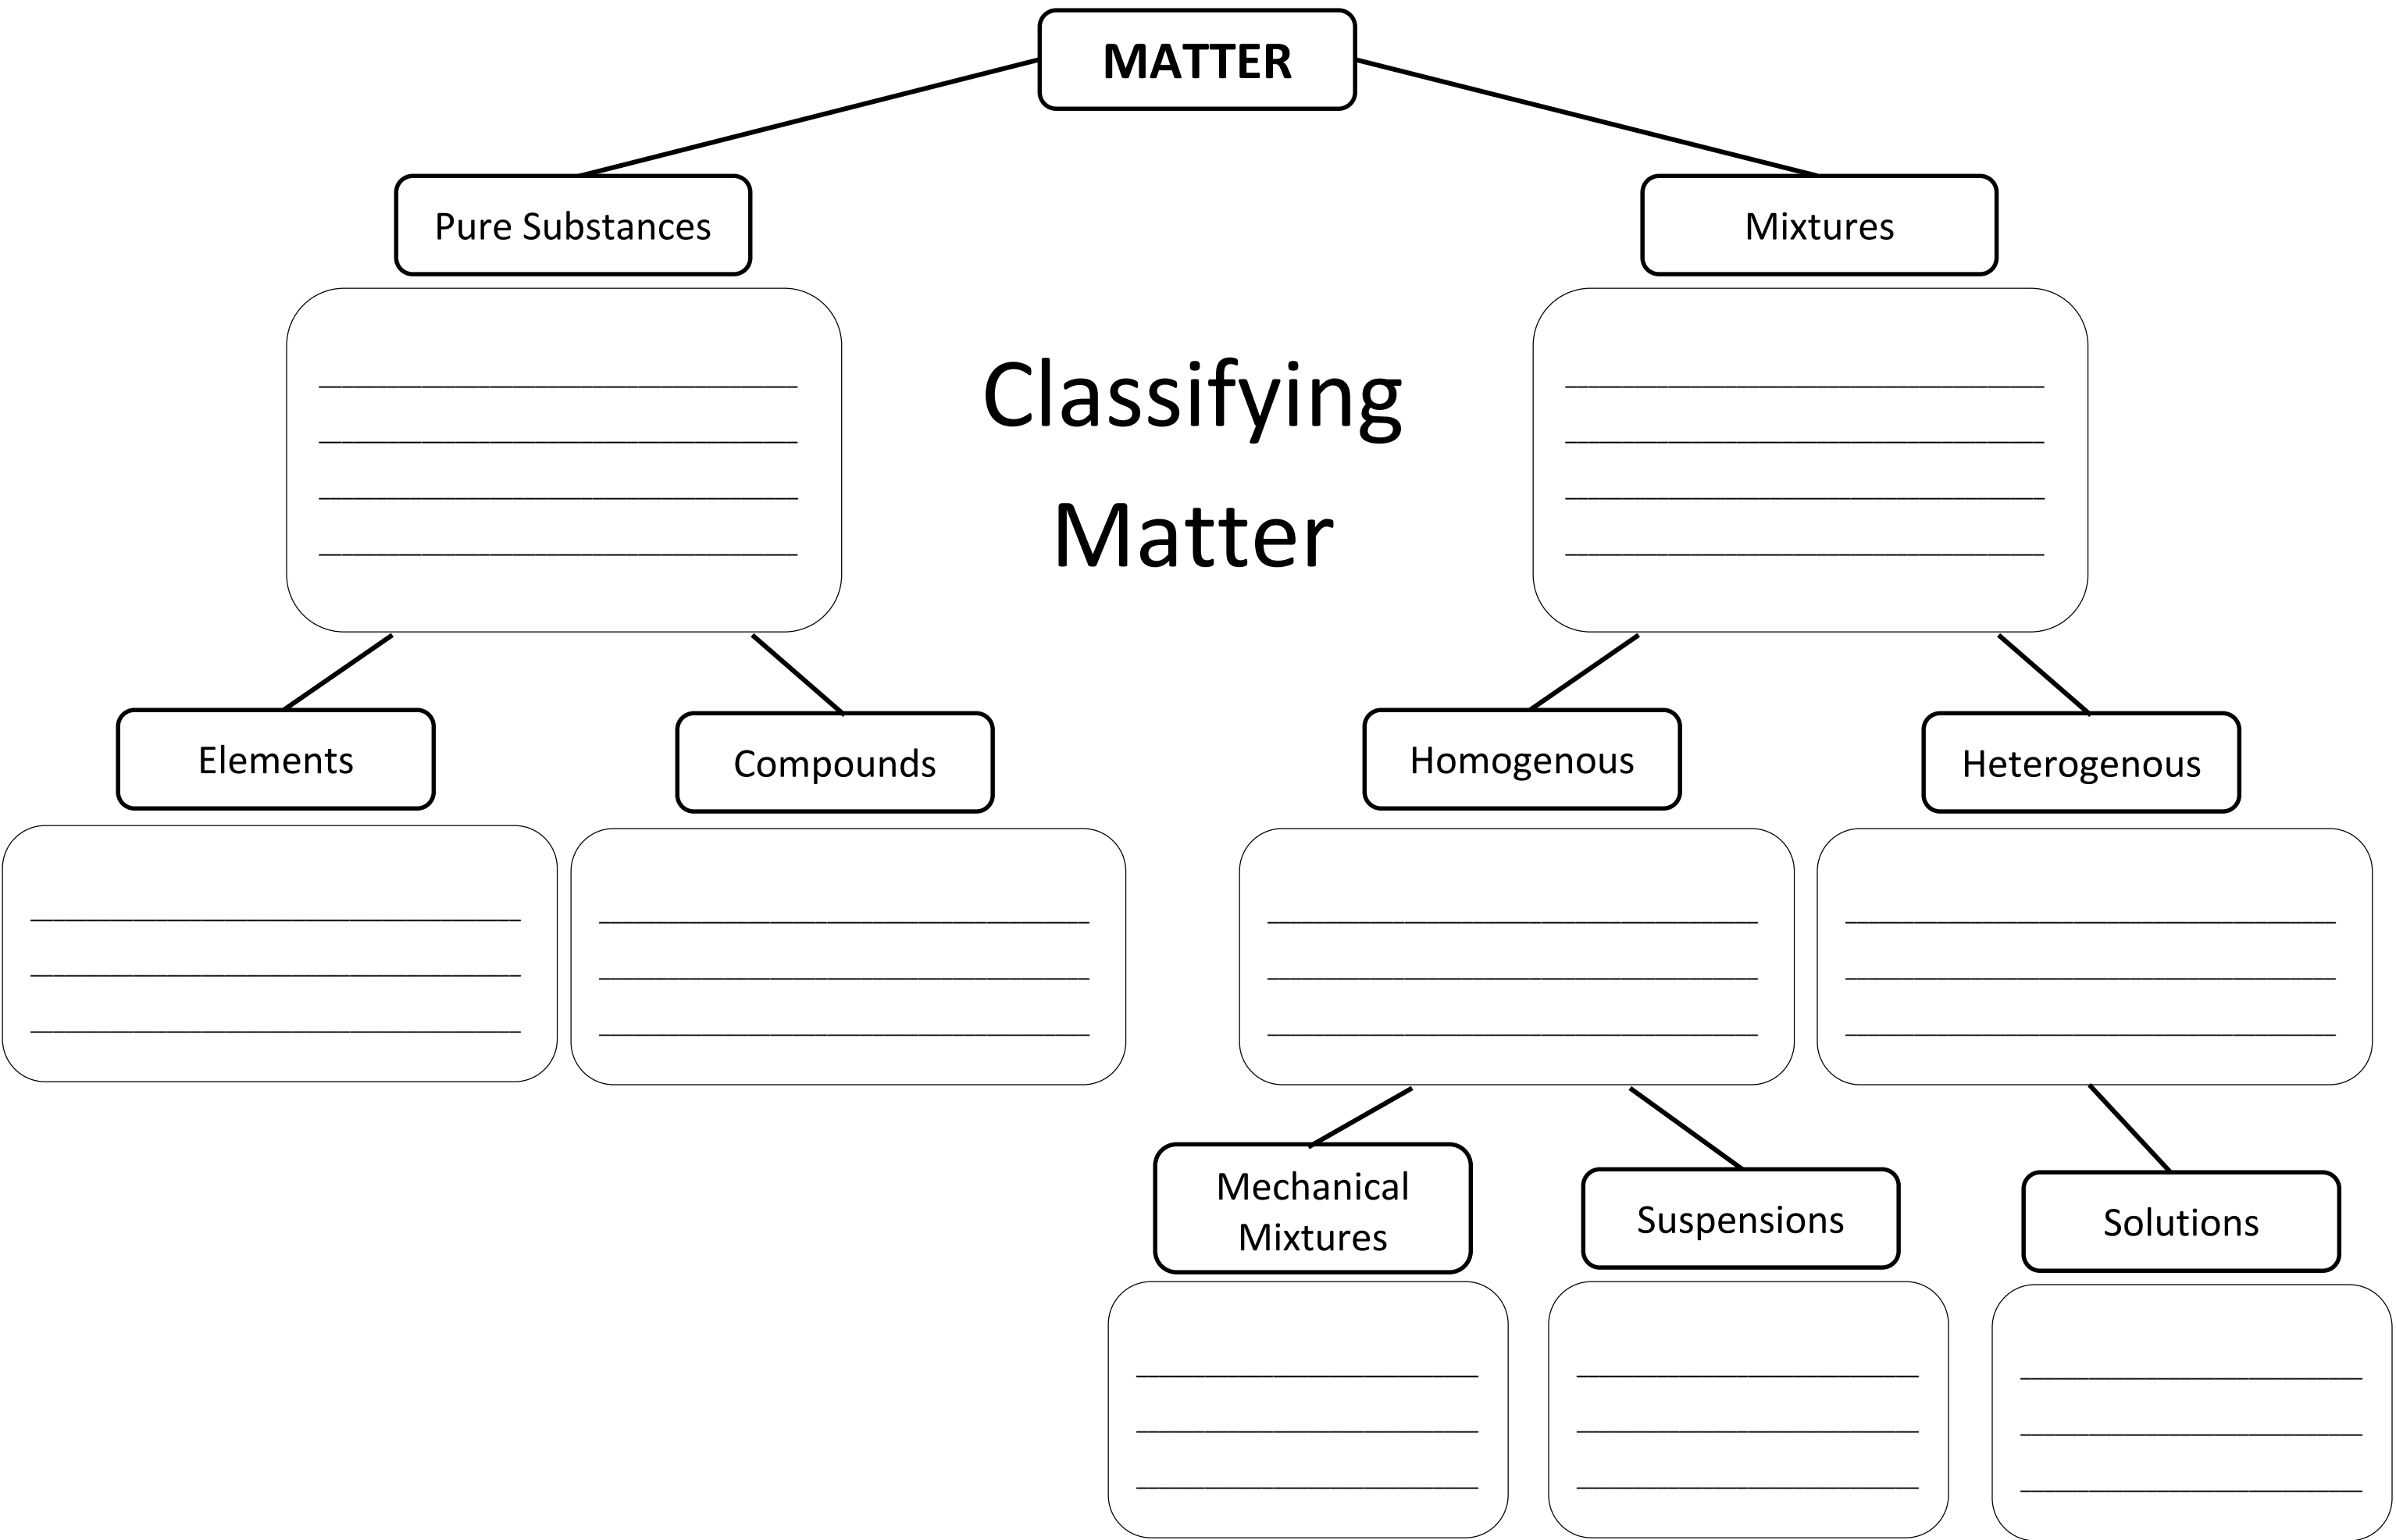 MATTER
Pure Substances
Mixtures
Classifying
Matter
Elements
Compounds
Homogenous
Heterogenous
Mechanical
Mixtures
Suspensions
Solutions